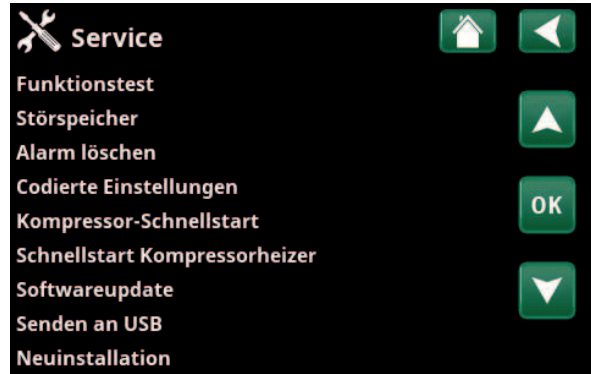 Service
Funktionstest
Störspeicher
Alarm löschen
Codierte Einstellungen
OK
Kompressor-Schnellstart
Schnellstart Kompressorheizer
Softwareupdate
Senden an USB
Neuinstallation